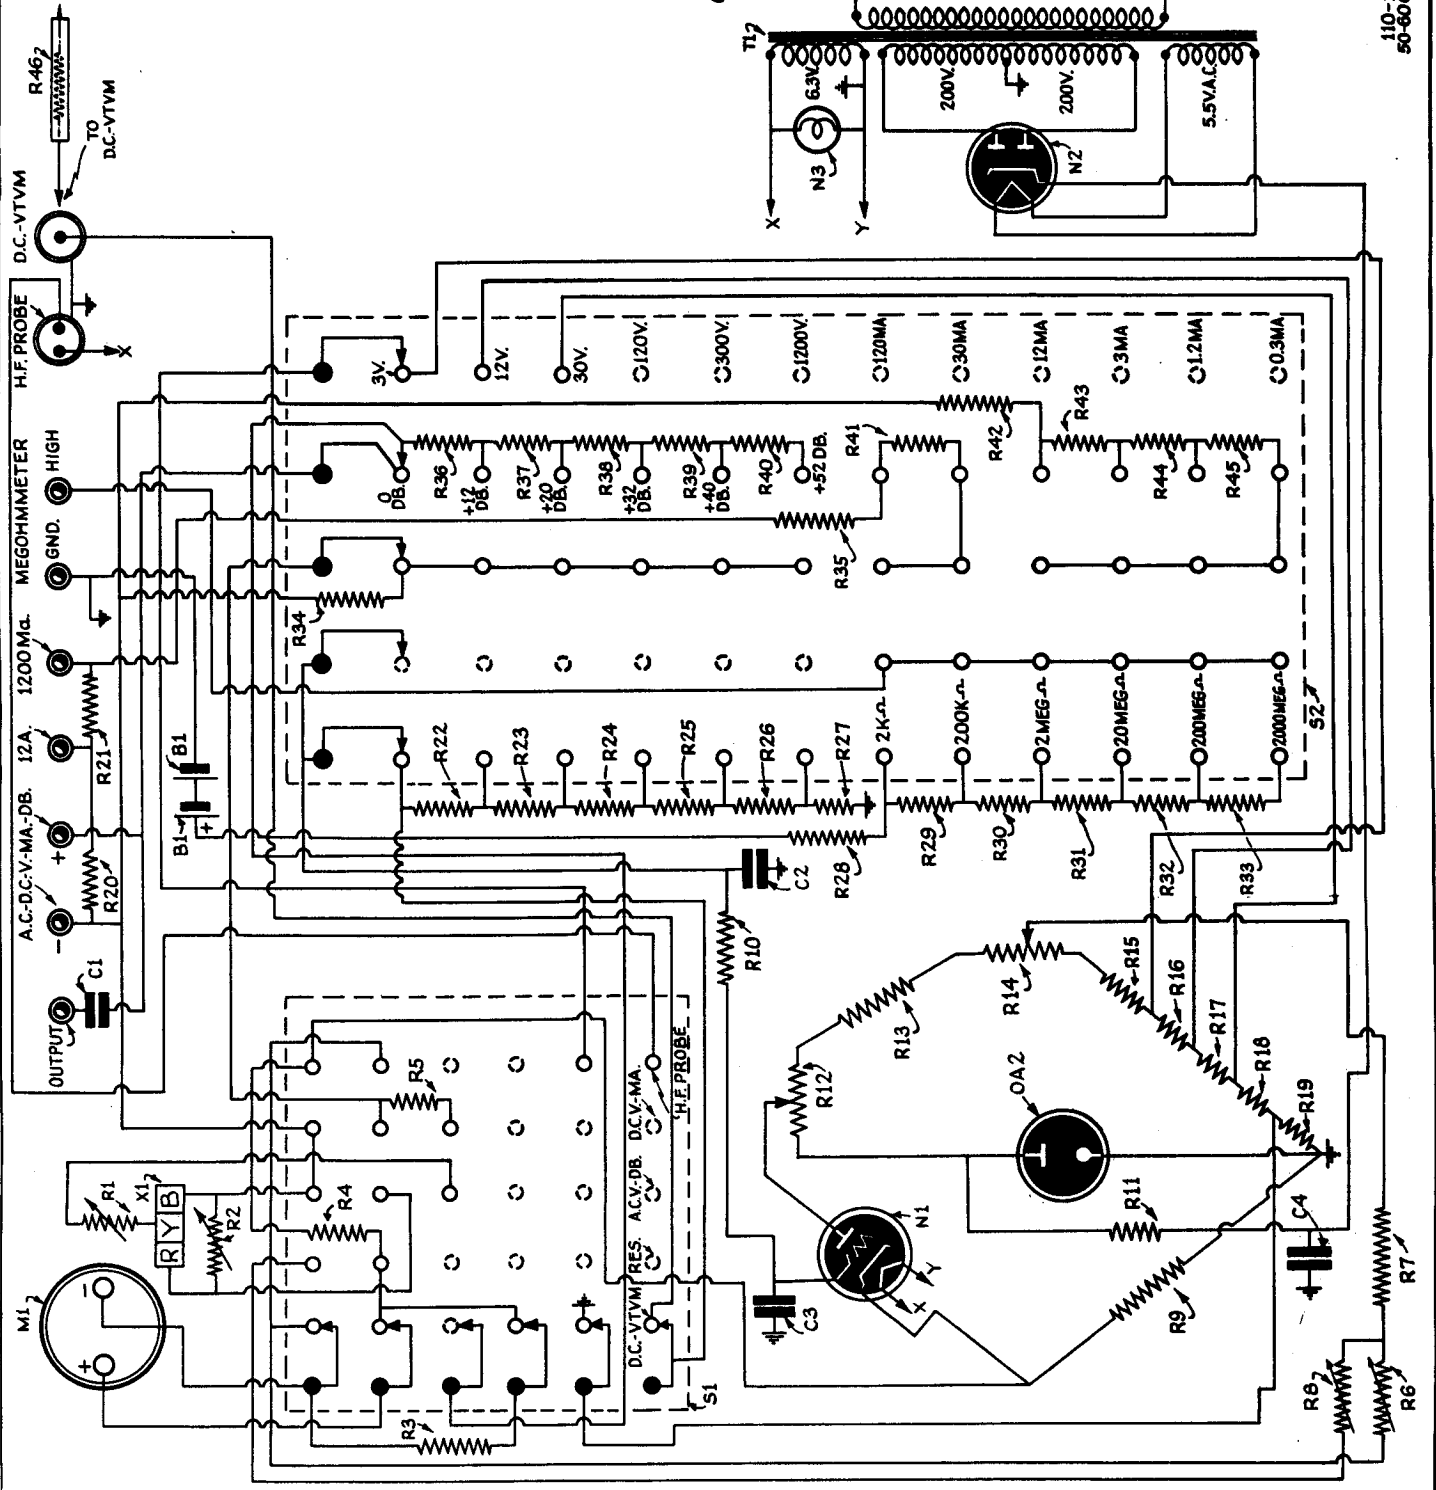 R46
TO
D.C.-VTVM
D.C.-VTVM
H.F. PROBE
X
MEGOHMMETER
HIGH
GND.
1200 Ma.
12A.
A.C.-D.C.-V.-MA.-DB.
+
-
OUTPUT
C1
R20
R21
B1
B1
+
T1
6.3V.
200V.
200V.
5.5V.A.C.
N3
N2
X
Y
110-
50-60
3V.
12V.
30V.
120V.
300V.
1200V.
120MA
30MA
12MA
3MA
1.2MA
0.3MA
0
DB.
+12
DB.
+20
DB.
+32
DB.
+40
DB.
+52 DB.
R36
R37
R38
R39
R40
R41
R42
R43
R44
R45
R34
R35
R22
R23
R24
R25
R26
R27
2KΩ
200KΩ
2MEGΩ
20MEGΩ
200MEGΩ
2000MEGΩ
S2
R28
R29
R30
R31
R32
R33
C2
R10
R13
R14
R15
R16
R17
R18
R19
R12
OA2
R11
N1
X
Y
C3
C4
R9
R7
R8
R6
M1
+
-
R1
X1
R Y B
R2
R4
R5
R3
D.C.-VTVM
RES.
A.C.V.-DB.
D.C.V.-MA.
H.F. PROBE
S1